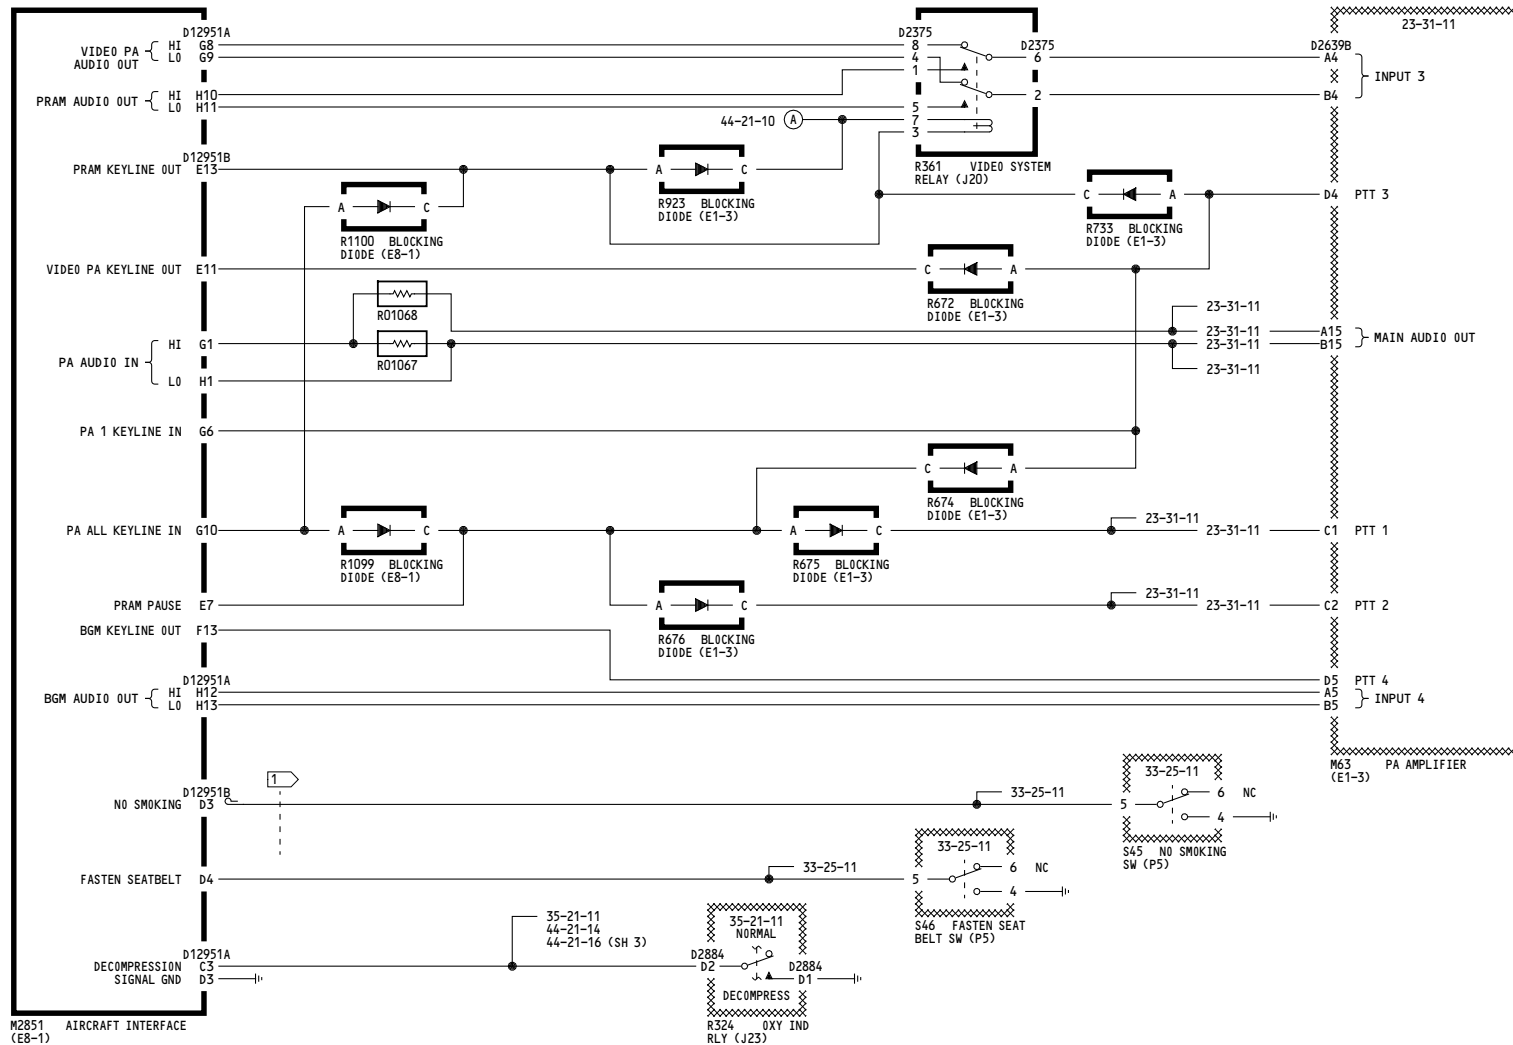 23-31-11
D12951A
D2375
D2375
D2639B
VIDEO PA AUDIO OUT
HI G8
LO G9
8
4
1
6
A4
INPUT 3
PRAM AUDIO OUT
HI H10
LO H11
5
7
3
2
B4
44-21-10 A
D12951B
PRAM KEYLINE OUT E13
A C
R923 BLOCKING
DIODE (E1-3)
R361 VIDEO SYSTEM
RELAY (J20)
C A
R733 BLOCKING
DIODE (E1-3)
D4 PTT 3
A C
R1100 BLOCKING
DIODE (E8-1)
VIDEO PA KEYLINE OUT E11
C A
R672 BLOCKING
DIODE (E1-3)
R01068
23-31-11
PA AUDIO IN
HI G1
LO H1
R01067
23-31-11 A15
23-31-11 B15
MAIN AUDIO OUT
23-31-11
PA 1 KEYLINE IN G6
C A
R674 BLOCKING
DIODE (E1-3)
PA ALL KEYLINE IN G10
A C
R1099 BLOCKING
DIODE (E8-1)
A C
R675 BLOCKING
DIODE (E1-3)
23-31-11
23-31-11 C1 PTT 1
PRAM PAUSE E7
A C
R676 BLOCKING
DIODE (E1-3)
23-31-11
23-31-11 C2 PTT 2
BGM KEYLINE OUT F13
D5 PTT 4
D12951A
BGM AUDIO OUT
HI H12
LO H13
A5
B5
INPUT 4
M63 PA AMPLIFIER
(E1-3)
1
D12951B
NO SMOKING D3
33-25-11
33-25-11
5
6 NC
4
S45 NO SMOKING
SW (P5)
FASTEN SEATBELT D4
33-25-11
33-25-11
5
6 NC
4
S46 FASTEN SEAT
BELT SW (P5)
35-21-11
44-21-14
44-21-16 (SH 3)
35-21-11
NORMAL
D12951A
DECOMPRESSION C3
SIGNAL GND D3
D2884
D2
D2884
D1
DECOMPRESS
R324 OXY IND
RLY (J23)
M2851 AIRCRAFT INTERFACE
(E8-1)